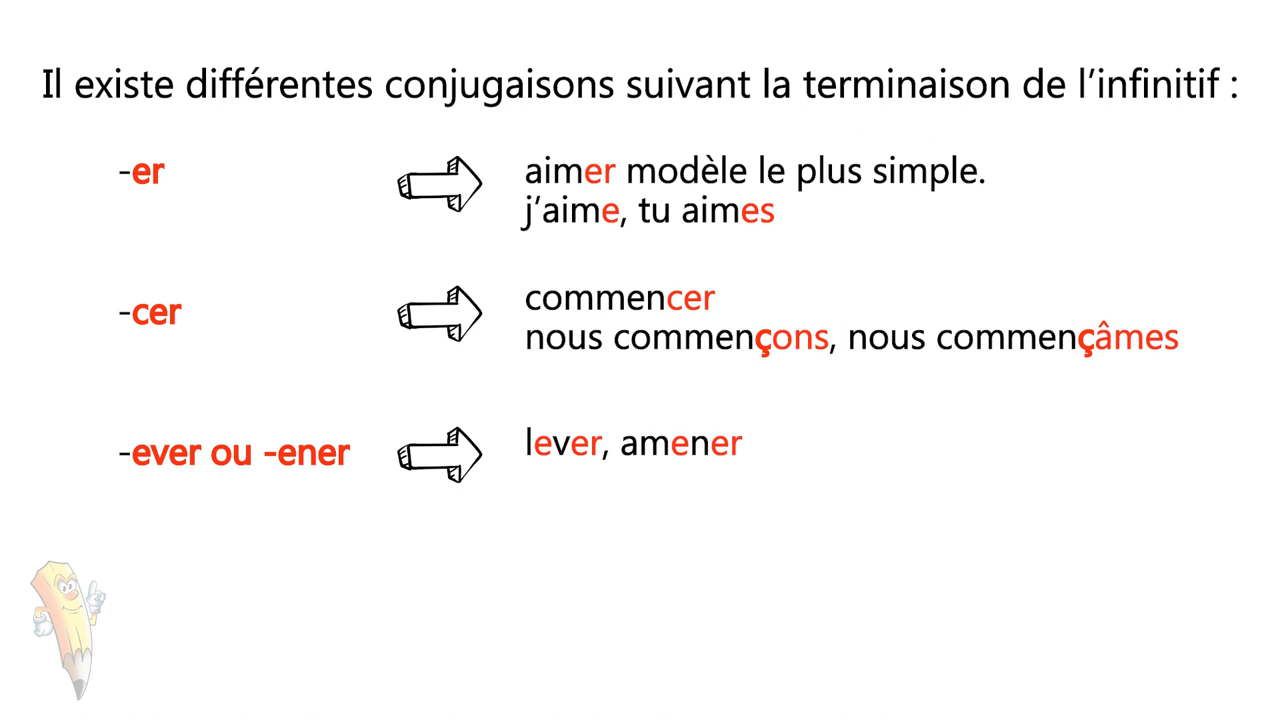 Il existe différentes conjugaisons suivant la terminaison de l’infinitif :
-er
aimer modèle le plus simple.
j’aime, tu aimes
-cer
commencer
nous commençons, nous commençâmes
-ever ou -ener
lever, amener